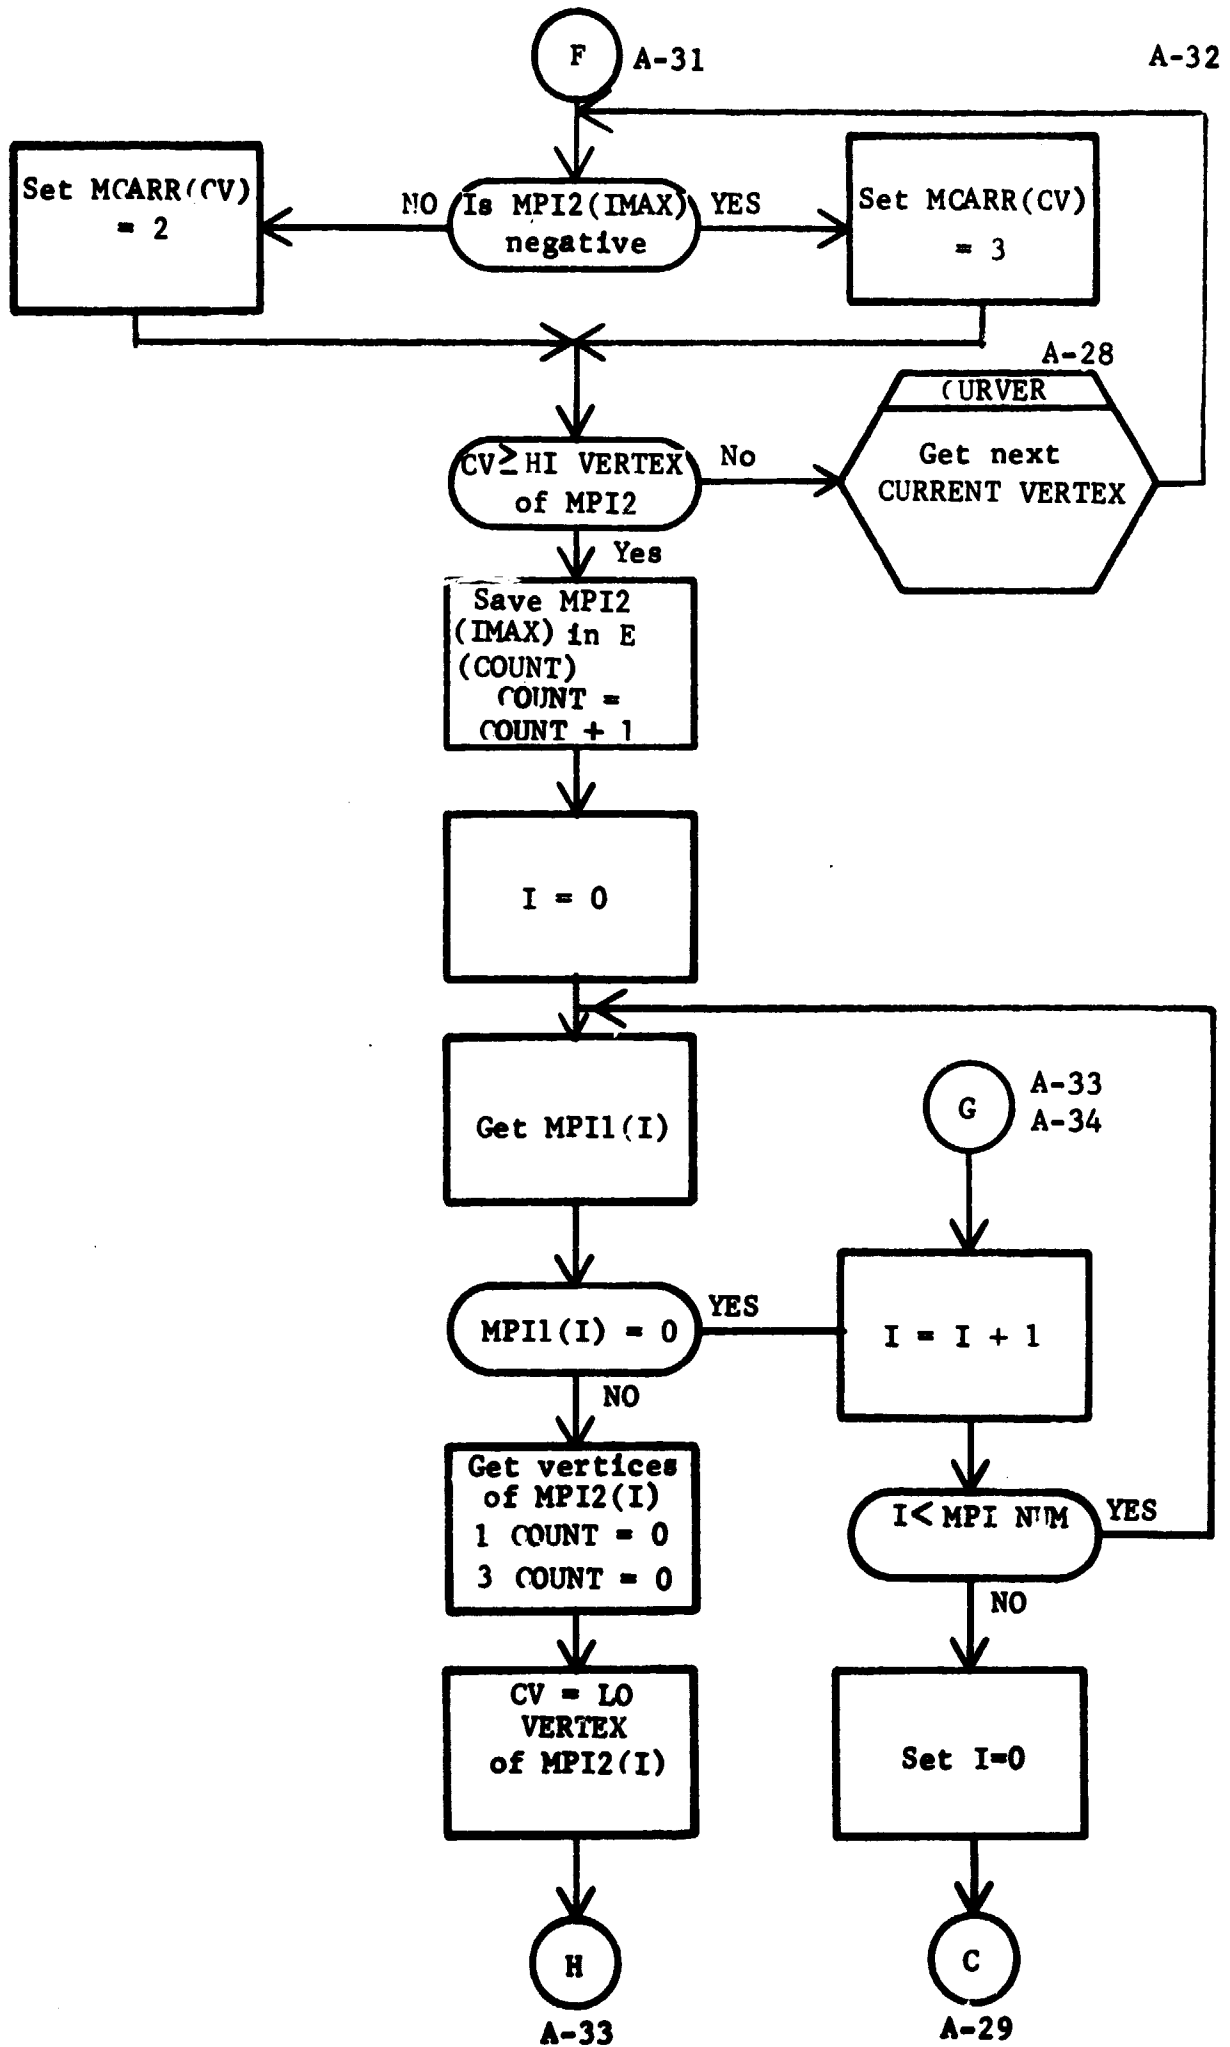 F
A-31
A-32
Set MCARR(CV)
= 2
NO
Is MPI2(IMAX)
negative
YES
Set MCARR(CV)
= 3
A-28
CURVER
Get next
CURRENT VERTEX
CV ≥ HI VERTEX
of MPI2
No
Yes
Save MPI2
(IMAX) in E
(COUNT)
COUNT =
COUNT + 1
I = 0
Get MPI1(I)
G
A-33
A-34
MPI1(I) = 0
YES
I = I + 1
NO
Get vertices
of MPI2(I)
1 COUNT = 0
3 COUNT = 0
I< MPI NUM
YES
NO
CV = LO
VERTEX
of MPI2(I)
Set I=0
H
A-33
C
A-29